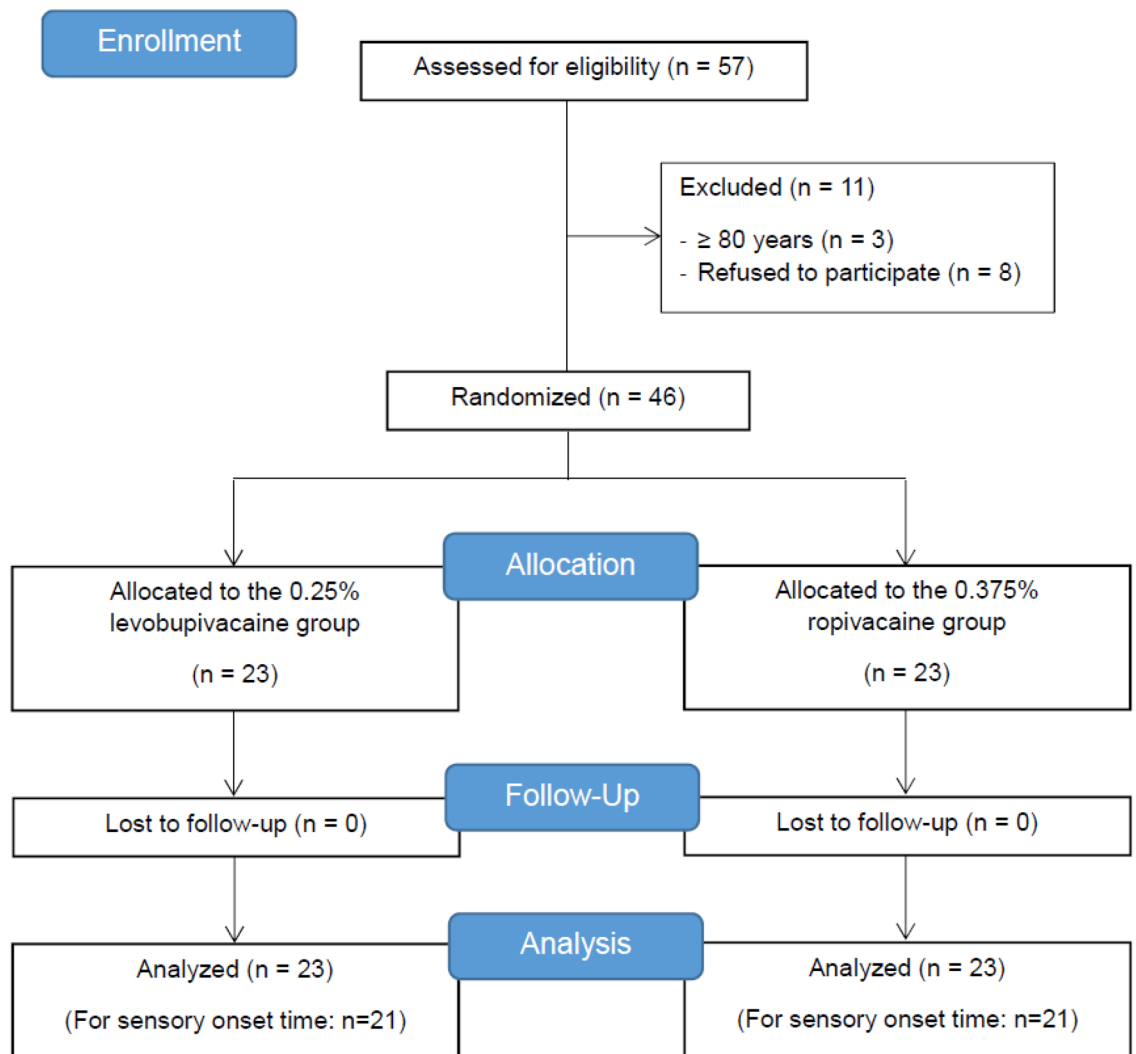 Enrollment
Assessed for eligibility (n = 57)
Excluded (n = 11)
- ≥ 80 years (n = 3)
- Refused to participate (n = 8)
Randomized (n = 46)
Allocation
Allocated to the 0.25%
levobupivacaine group
(n = 23)
Allocated to the 0.375%
ropivacaine group
(n = 23)
Follow-Up
Lost to follow-up (n = 0)
Lost to follow-up (n = 0)
Analysis
Analyzed (n = 23)
(For sensory onset time: n=21)
Analyzed (n = 23)
(For sensory onset time: n=21)